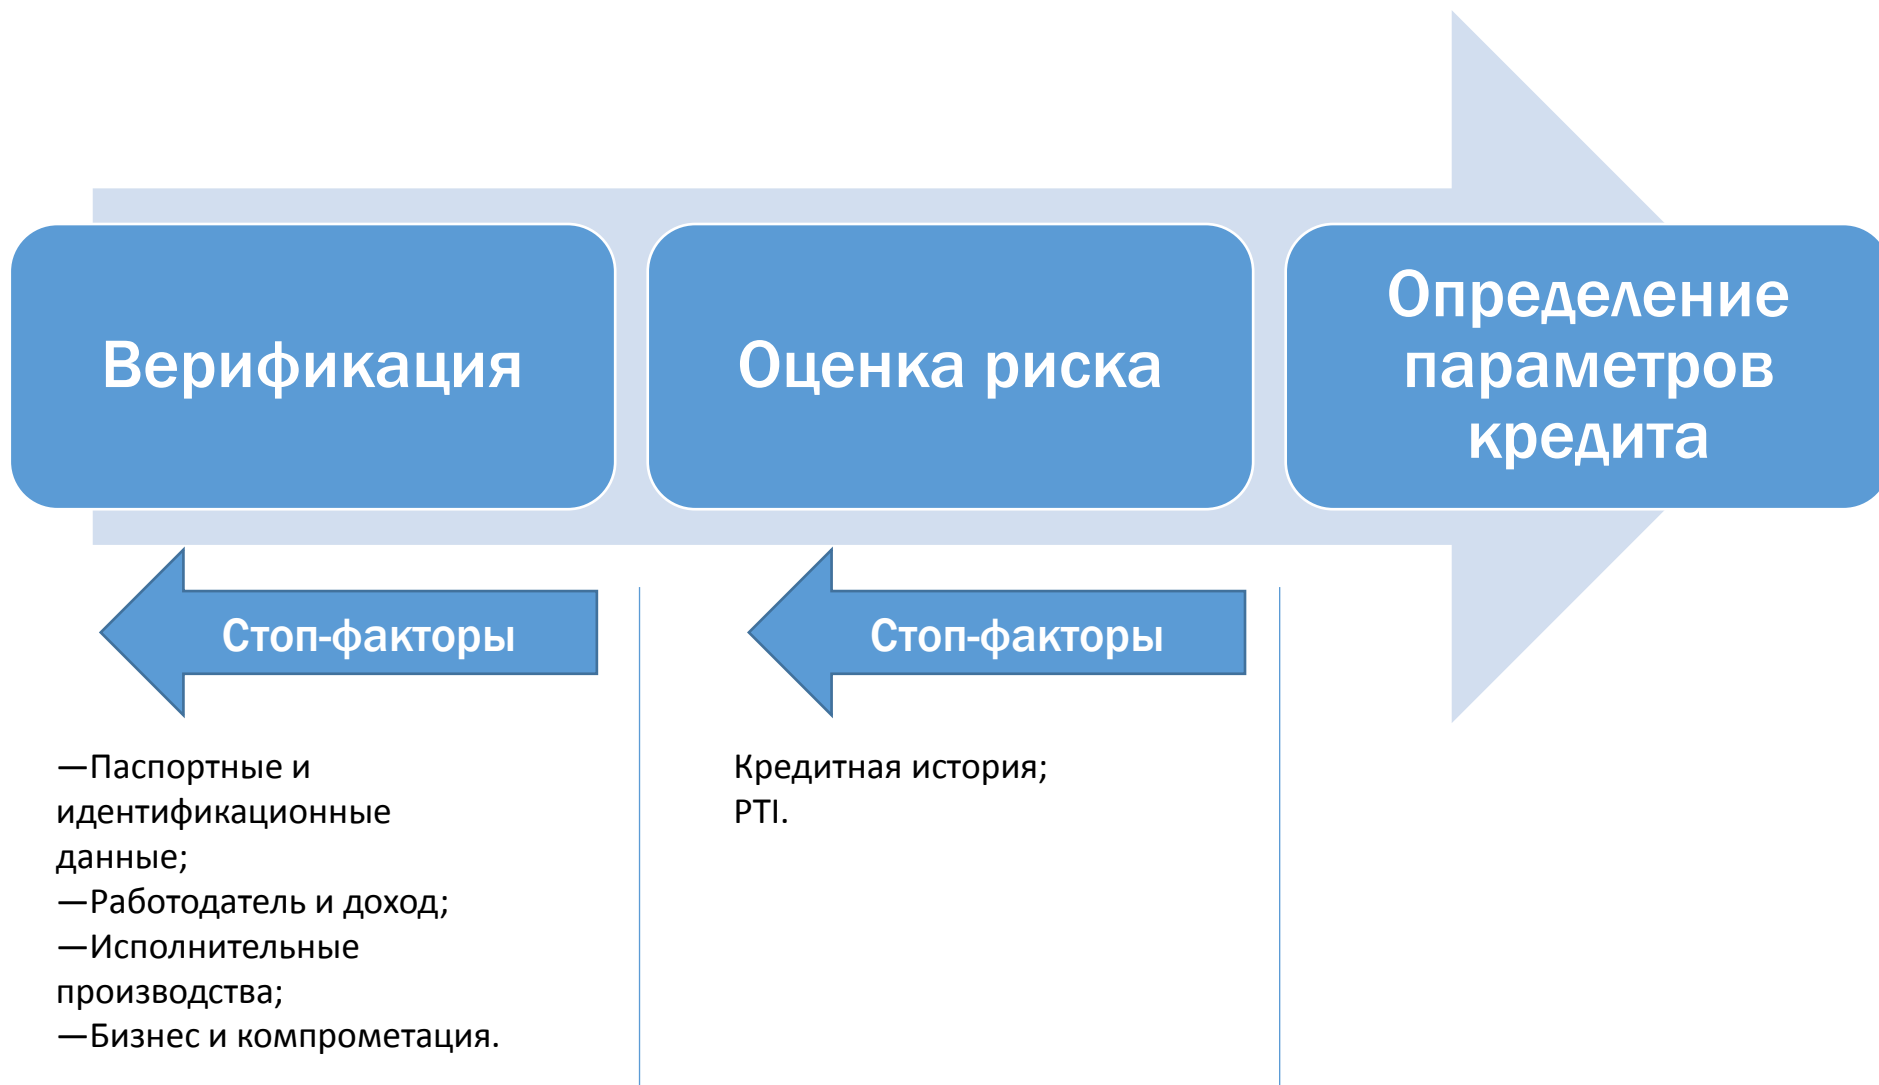 Верификация
Оценка риска
Определение
параметров
кредита
Стоп-факторы
Стоп-факторы
—Паспортные и
идентификационные
данные;
—Работодатель и доход;
—Исполнительные
производства;
—Бизнес и компрометация.
Кредитная история;
PTI.